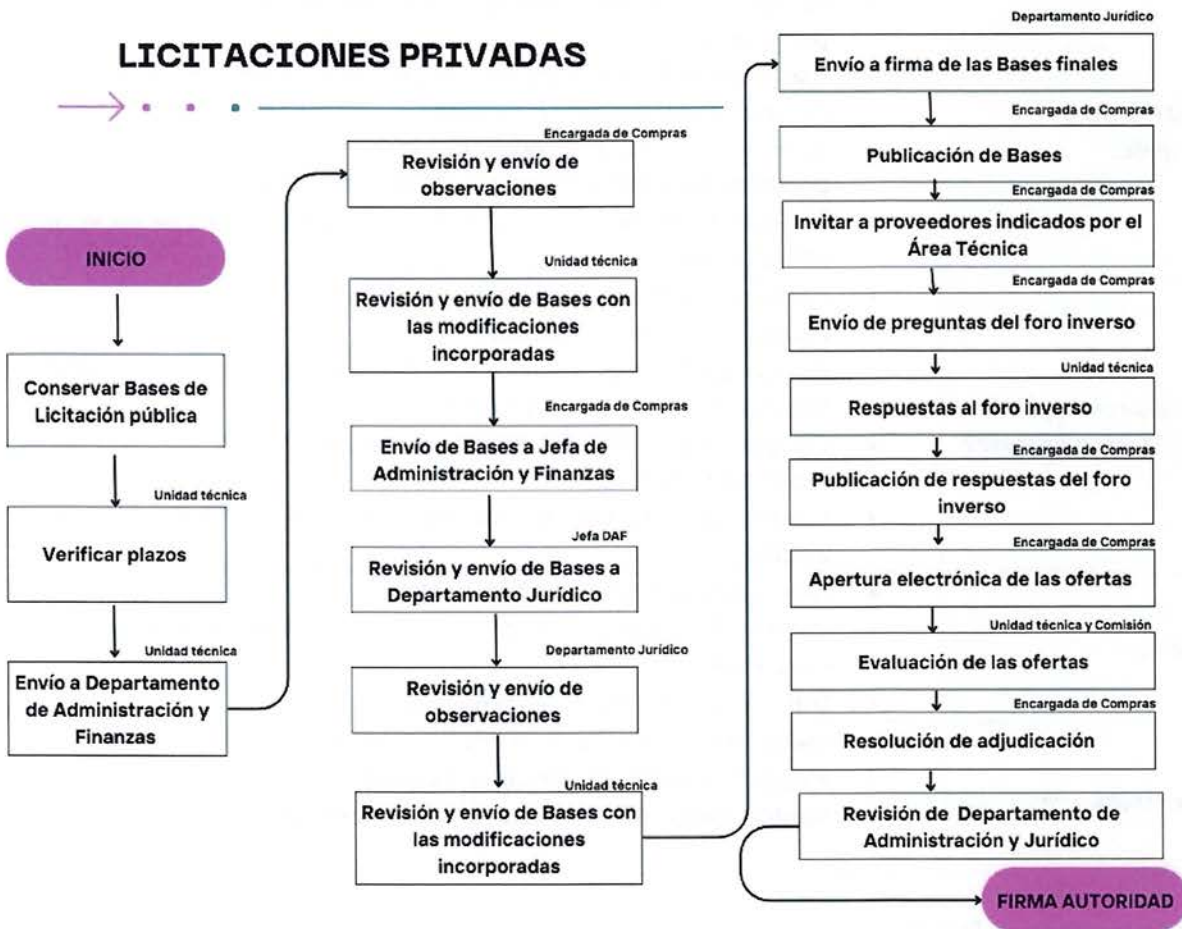 LICITACIONES PRIVADAS
INICIO
Conservar Bases de
Licitación pública
Unidad técnica
Verificar plazos
Unidad técnica
Envío a Departamento
de Administración y
Finanzas
Encargada de Compras
Revisión y envío de
observaciones
Unidad técnica
Revisión y envío de Bases con
las modificaciones
incorporadas
Encargada de Compras
Envío de Bases a Jefa de
Administración y Finanzas
Jefa DAF
Revisión y envío de Bases a
Departamento Jurídico
Departamento Jurídico
Revisión y envío de
observaciones
Unidad técnica
Revisión y envío de Bases con
las modificaciones
incorporadas
Departamento Jurídico
Envío a firma de las Bases finales
Encargada de Compras
Publicación de Bases
Encargada de Compras
Invitar a proveedores indicados por el
Área Técnica
Encargada de Compras
Envío de preguntas del foro inverso
Unidad técnica
Respuestas al foro inverso
Encargada de Compras
Publicación de respuestas del foro
inverso
Encargada de Compras
Apertura electrónica de las ofertas
Unidad técnica y Comisión
Evaluación de las ofertas
Encargada de Compras
Resolución de adjudicación
Revisión de Departamento de
Administración y Jurídico
FIRMA AUTORIDAD